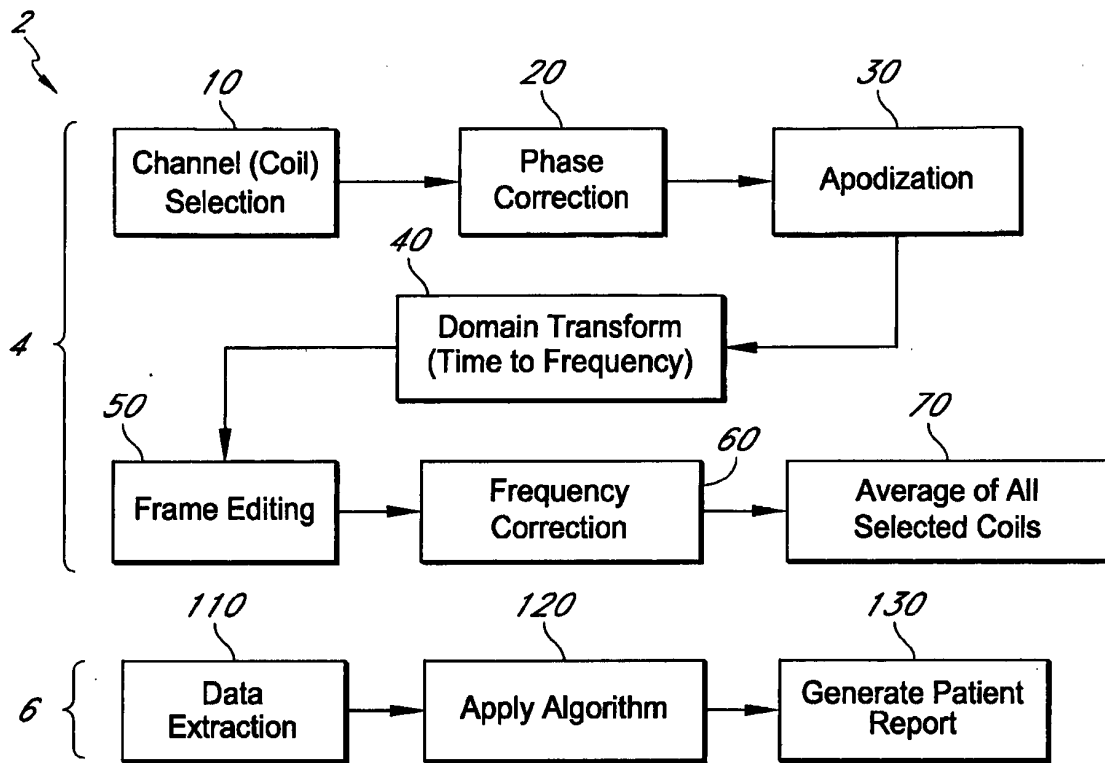 2
10
20
30
Channel (Coil)
Selection
Phase
Correction
Apodization
40
Domain Transform
(Time to Frequency)
4
50
60
70
Frame Editing
Frequency
Correction
Average of All
Selected Coils
110
120
130
6
Data
Extraction
Apply Algorithm
Generate Patient
Report